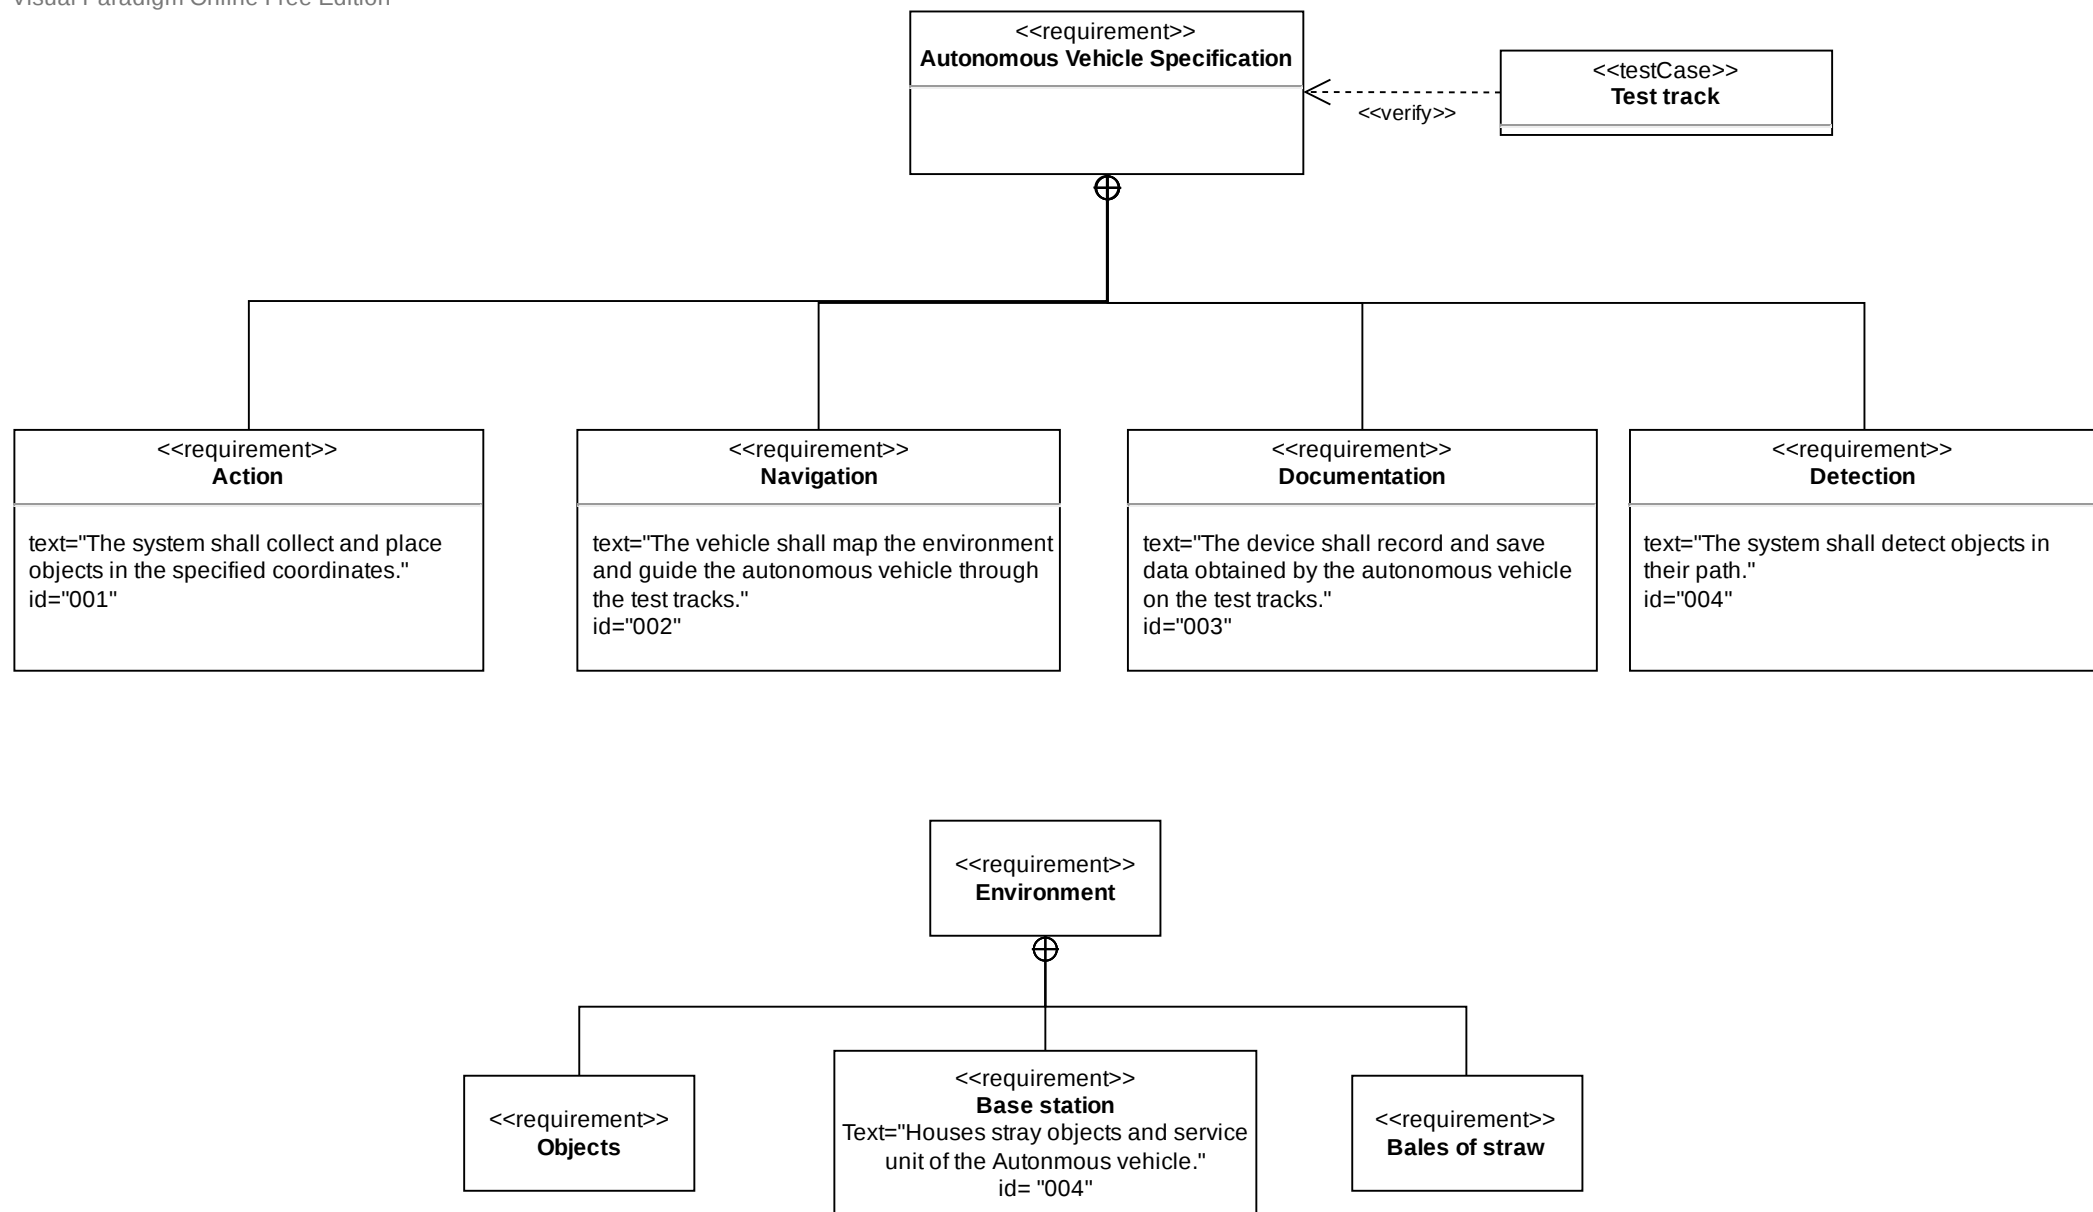 Visual Paradigm Online Free Edition
<<requirement>>
Autonomous Vehicle Specification
<<testCase>>
Test track
<<verify>>
<<requirement>>
Action
text="The system shall collect and place
objects in the specified coordinates."
id="001"
<<requirement>>
Navigation
text="The vehicle shall map the environment
and guide the autonomous vehicle through
the test tracks."
id="002"
<<requirement>>
Documentation
text="The device shall record and save
data obtained by the autonomous vehicle
on the test tracks."
id="003"
<<requirement>>
Detection
text="The system shall detect objects in
their path."
id="004"
<<requirement>>
Environment
<<requirement>>
Objects
<<requirement>>
Base station
Text="Houses stray objects and service
unit of the Autonmous vehicle."
id= "004"
<<requirement>>
Bales of straw